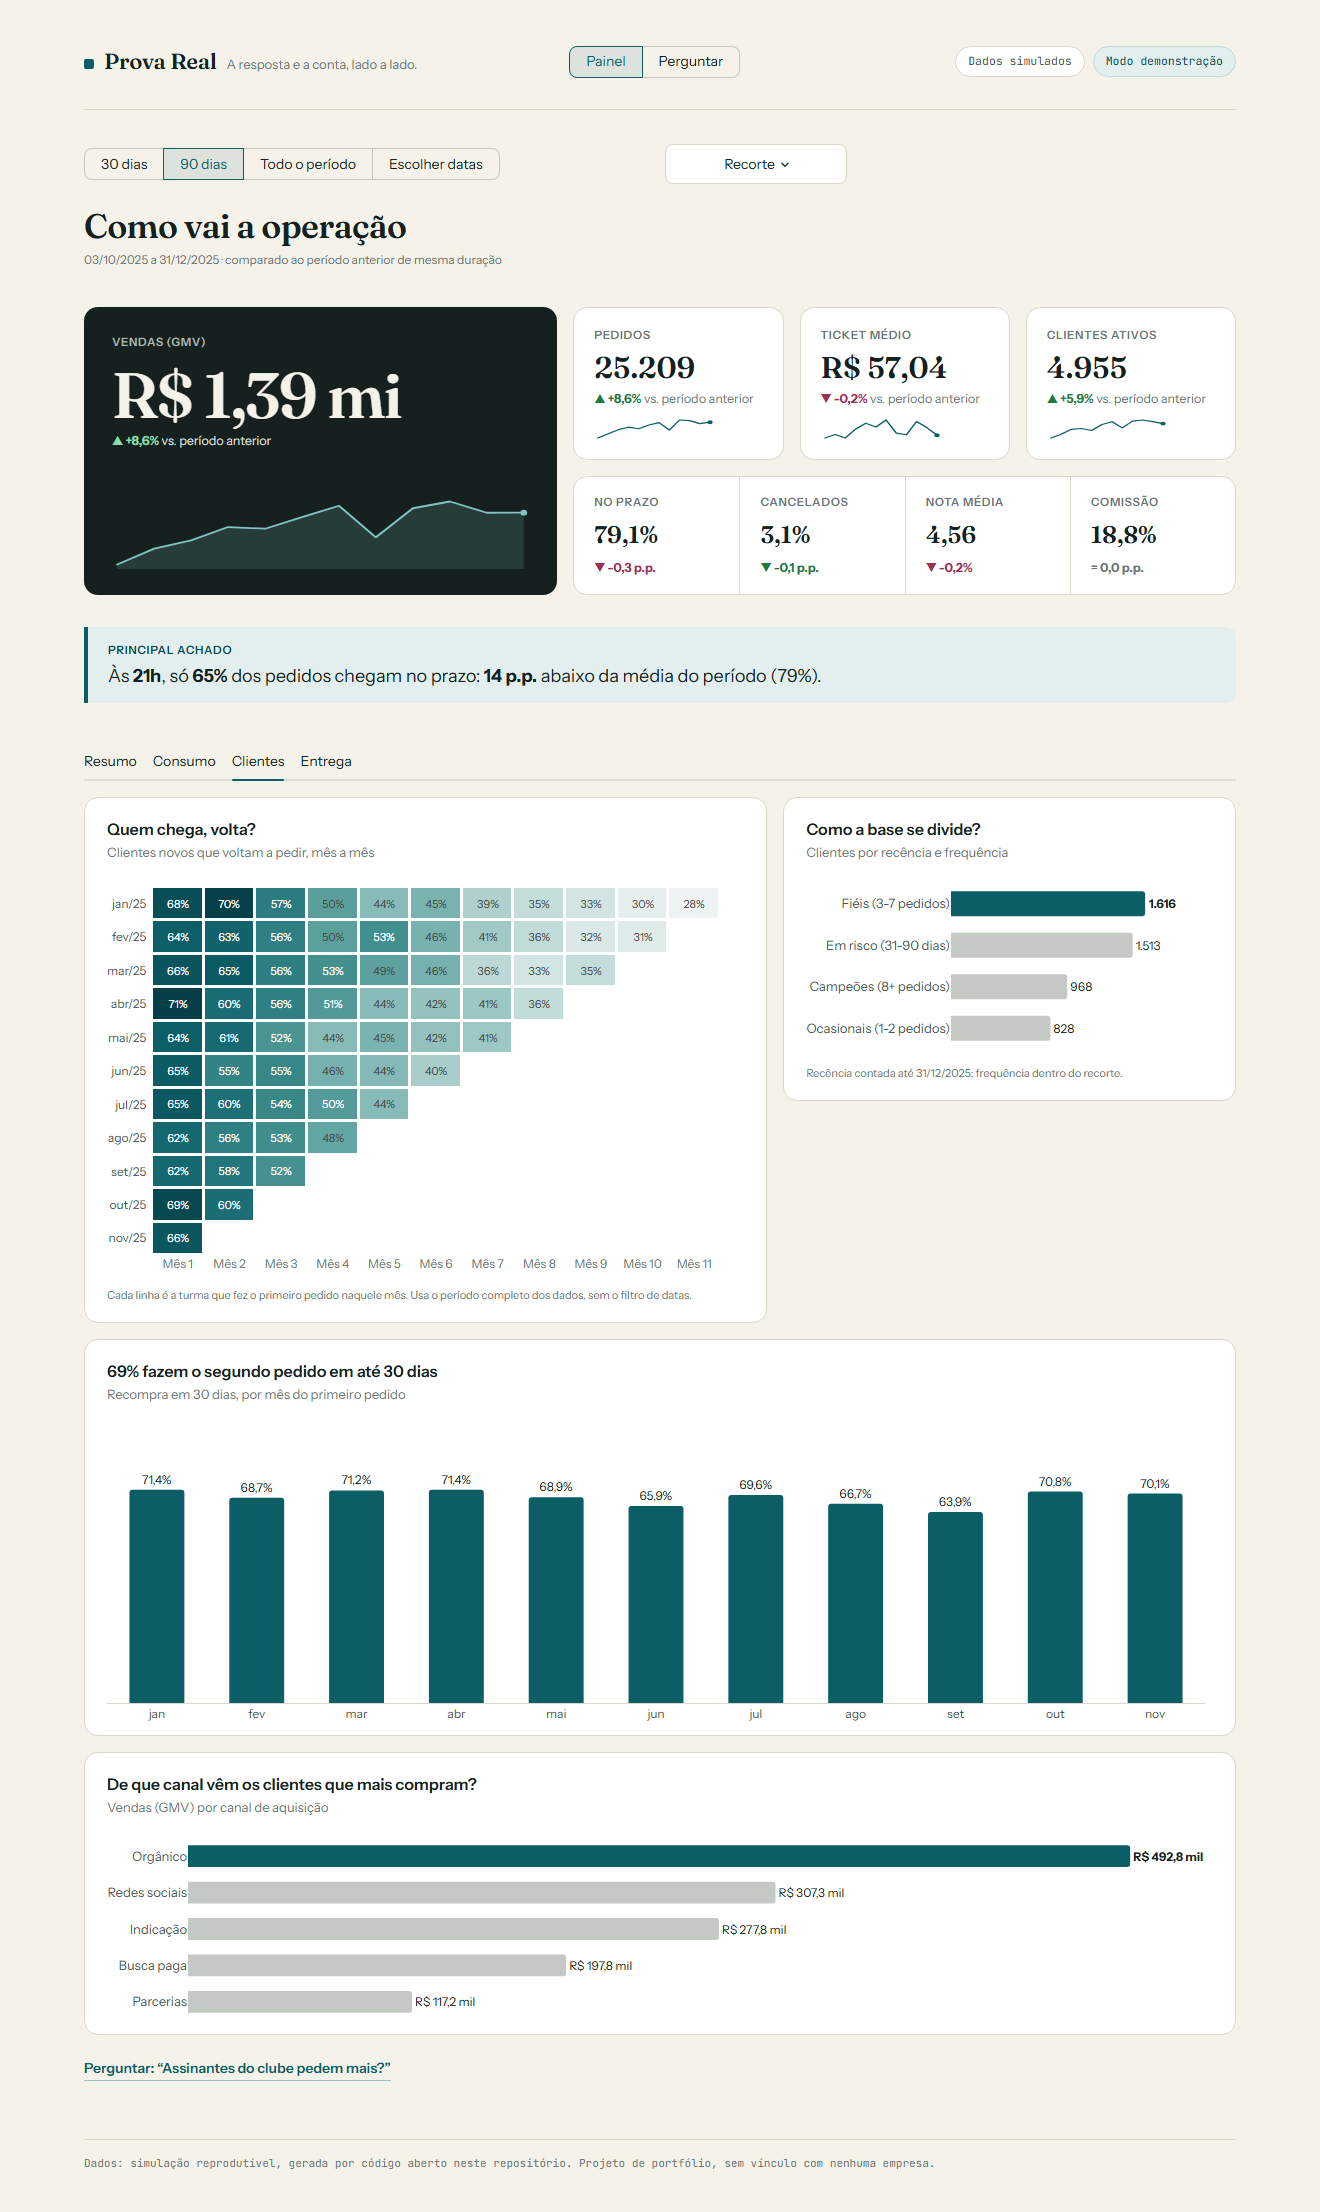 Prova Real
A resposta e a conta, lado a lado.
Painel
Perguntar
Dados simulados
Modo demonstração
30 dias
90 dias
Todo o período
Escolher datas
Recorte
Como vai a operação
03/10/2025 a 31/12/2025 · comparado ao período anterior de mesma duração
VENDAS (GMV)
R$ 1,39 mi
▲ +8,6% vs. período anterior
PEDIDOS
25.209
▲ +8,6% vs. período anterior
TICKET MÉDIO
R$ 57,04
▼ -0,2% vs. período anterior
CLIENTES ATIVOS
4.955
▲ +5,9% vs. período anterior
NO PRAZO
79,1%
▼ -0,3 p.p.
CANCELADOS
3,1%
▼ -0,1 p.p.
NOTA MÉDIA
4,56
▼ -0,2%
COMISSÃO
18,8%
= 0,0 p.p.
PRINCIPAL ACHADO
Às 21h, só 65% dos pedidos chegam no prazo: 14 p.p. abaixo da média do período (79%).
Resumo Consumo Clientes Entrega
Quem chega, volta?
Clientes novos que voltam a pedir, mês a mês
jan/25 68% 70% 57% 50% 44% 45% 39% 35% 33% 30% 28%
fev/25 64% 63% 56% 50% 53% 46% 41% 36% 32% 31%
mar/25 66% 65% 56% 53% 49% 46% 36% 33% 35%
abr/25 71% 60% 56% 51% 44% 42% 41% 36%
mai/25 64% 61% 52% 44% 45% 42% 41%
jun/25 65% 55% 55% 46% 44% 40%
jul/25 65% 60% 54% 50% 44%
ago/25 62% 56% 53% 48%
set/25 62% 58% 52%
out/25 69% 60%
nov/25 66%
Mês 1 Mês 2 Mês 3 Mês 4 Mês 5 Mês 6 Mês 7 Mês 8 Mês 9 Mês 10 Mês 11
Cada linha é a turma que fez o primeiro pedido naquele mês. Usa o período completo dos dados, sem o filtro de datas.
Como a base se divide?
Clientes por recência e frequência
Fiéis (3-7 pedidos) 1.616
Em risco (31-90 dias) 1.513
Campeões (8+ pedidos) 968
Ocasionais (1-2 pedidos) 828
Recência contada até 31/12/2025; frequência dentro do recorte.
69% fazem o segundo pedido em até 30 dias
Recompra em 30 dias, por mês do primeiro pedido
71,4% 68,7% 71,2% 71,4% 68,9% 65,9% 69,6% 66,7% 63,9% 70,8% 70,1%
jan fev mar abr mai jun jul ago set out nov
De que canal vêm os clientes que mais compram?
Vendas (GMV) por canal de aquisição
Orgânico R$ 492,8 mil
Redes sociais R$ 307,3 mil
Indicação R$ 277,8 mil
Busca paga R$ 197,8 mil
Parcerias R$ 117,2 mil
Perguntar: “Assinantes do clube pedem mais?”
Dados: simulação reprodutível, gerada por código aberto neste repositório. Projeto de portfólio, sem vínculo com nenhuma empresa.